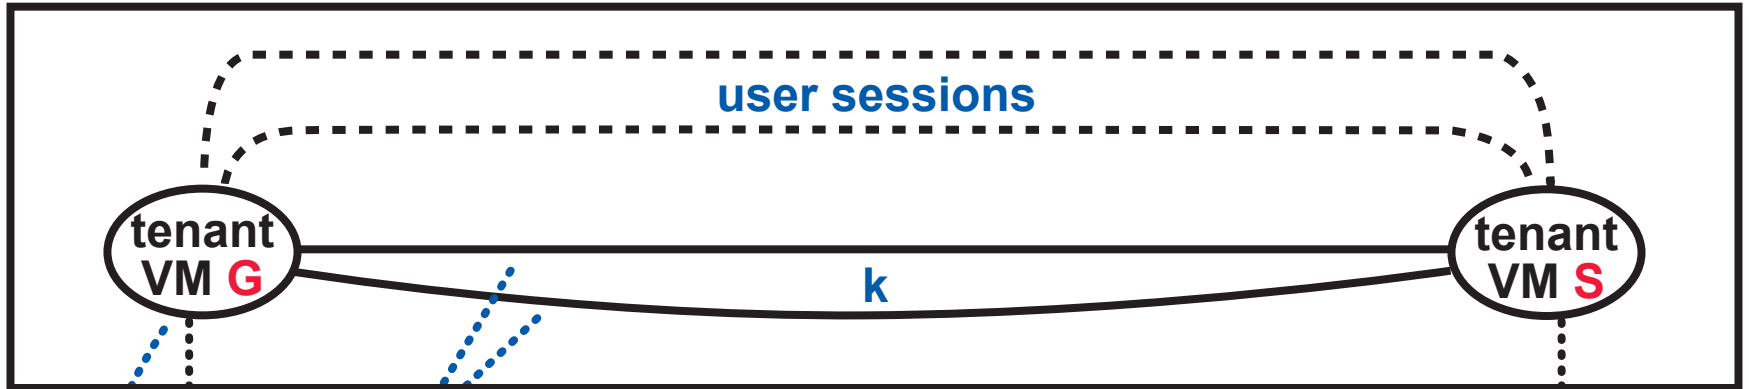 user sessions
tenant
VM G
k
tenant
VM S